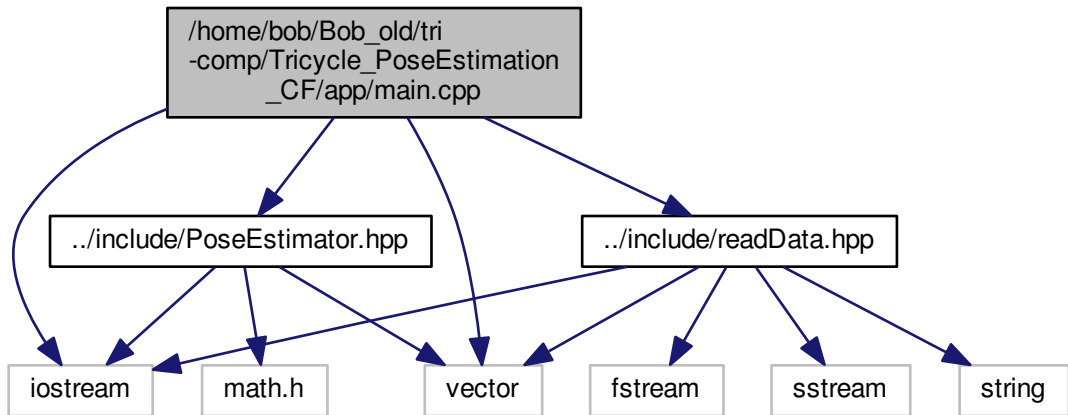 /home/bob/Bob_old/tri
-comp/Tricycle_PoseEstimation
_CF/app/main.cpp
../include/PoseEstimator.hpp
../include/readData.hpp
iostream
math.h
vector
fstream
sstream
string